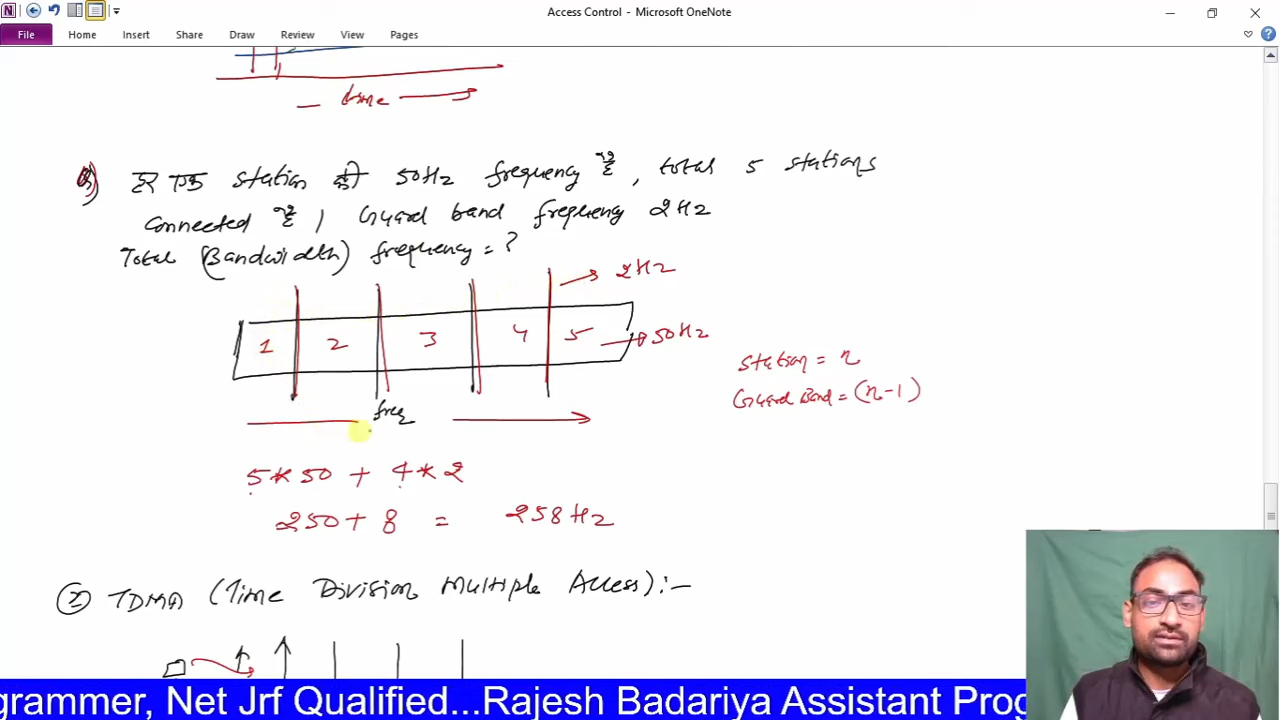 Access Control - Microsoft OneNote
File Home Insert Share Draw Review View Pages
time
Q) हर एक station की 50Hz frequency है, total 5 stations
Connected है, Guard band frequency 2Hz
Total (Bandwidth) frequency = ?
2Hz
1 2 3 4 5
50Hz
Station = n
Guard Band = (n-1)
freq
5*50 + 4*2
250 + 8 = 258Hz
② TDMA (Time Division Multiple Access):-
grammer, Net Jrf Qualified...Rajesh Badariya Assistant Prog